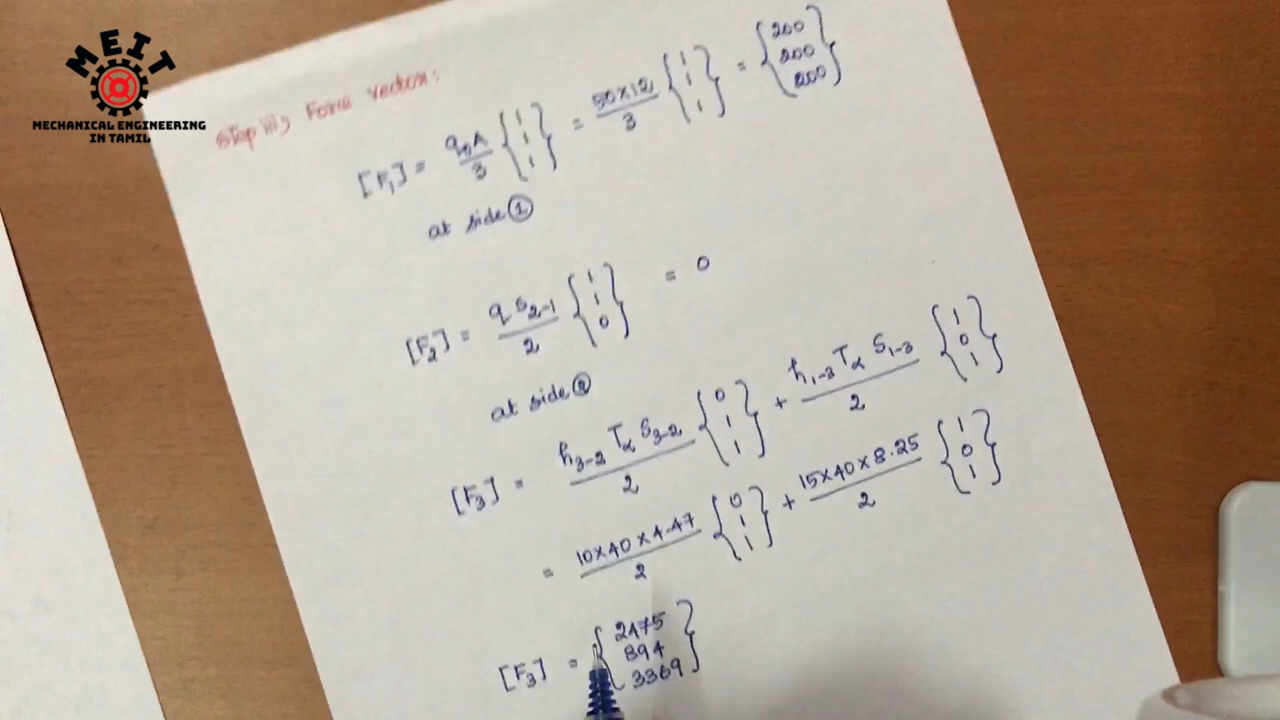 MEIT
MECHANICAL ENGINEERING
IN TAMIL
Step iii) Force vector:
[F₁] = q₀A/3 {1 1 1} = 50×12/3 {1 1 1} = {200 200 200}
at side ①
[F₂] = q S₂₋₁/2 {1 1 0} = 0
at side ②
[F₃] = h₃₋₂ T∝ S₃₋₂/2 {0 1 1} + h₁₋₃ T∝ S₁₋₃/2 {1 0 1}
= 10×40×4.47/2 {0 1 1} + 15×40×8.25/2 {1 0 1}
[F₃] = {2475 894 3369}